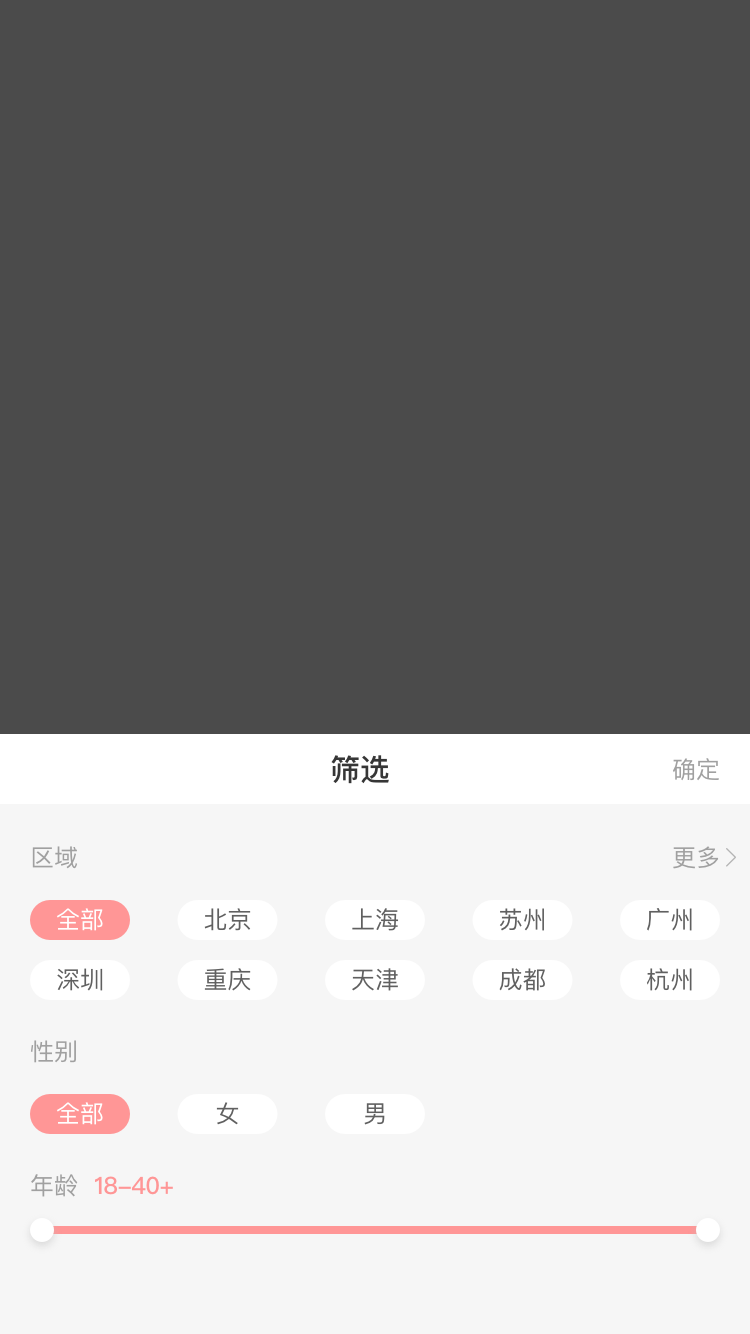 筛选 确定
区域 更多
全部 北京 上海 苏州 广州
深圳 重庆 天津 成都 杭州
性别
全部 女 男
年龄 18–40+